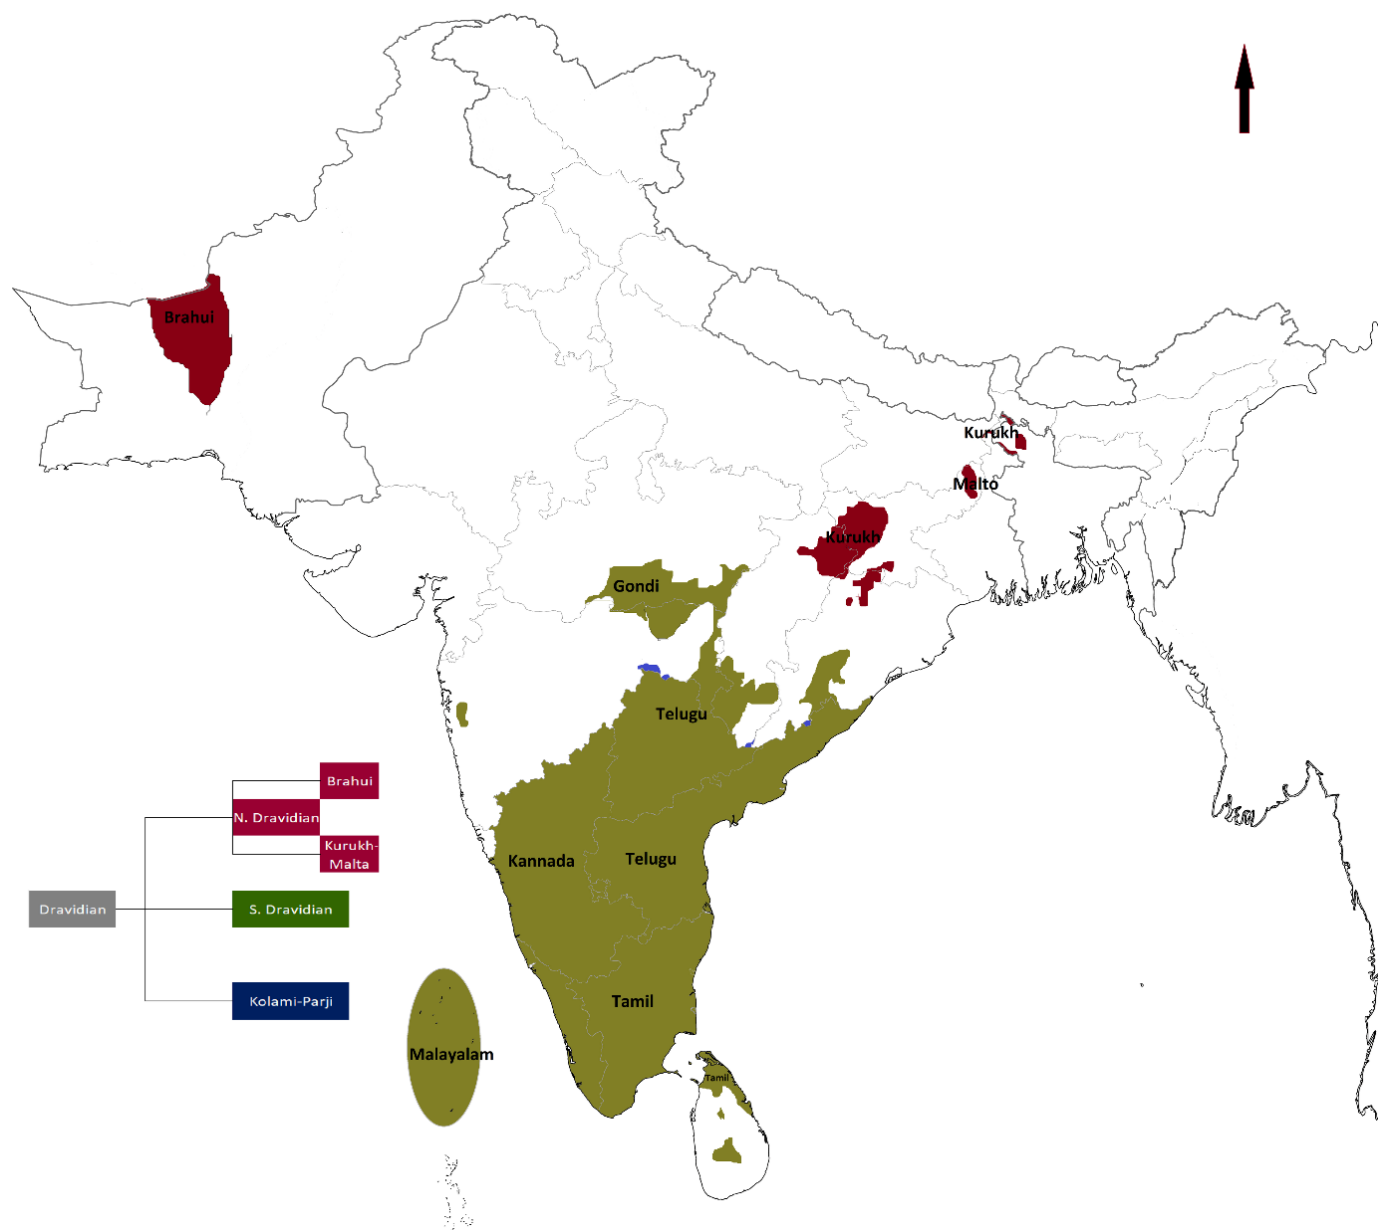 Brahui
Kurukh
Malto
Kurukh
Gondi
Telugu
Brahui
N. Dravidian
Kurukh-
Malta
Kannada
Telugu
Dravidian
S. Dravidian
Kolami-Parji
Tamil
Malayalam
Tamil